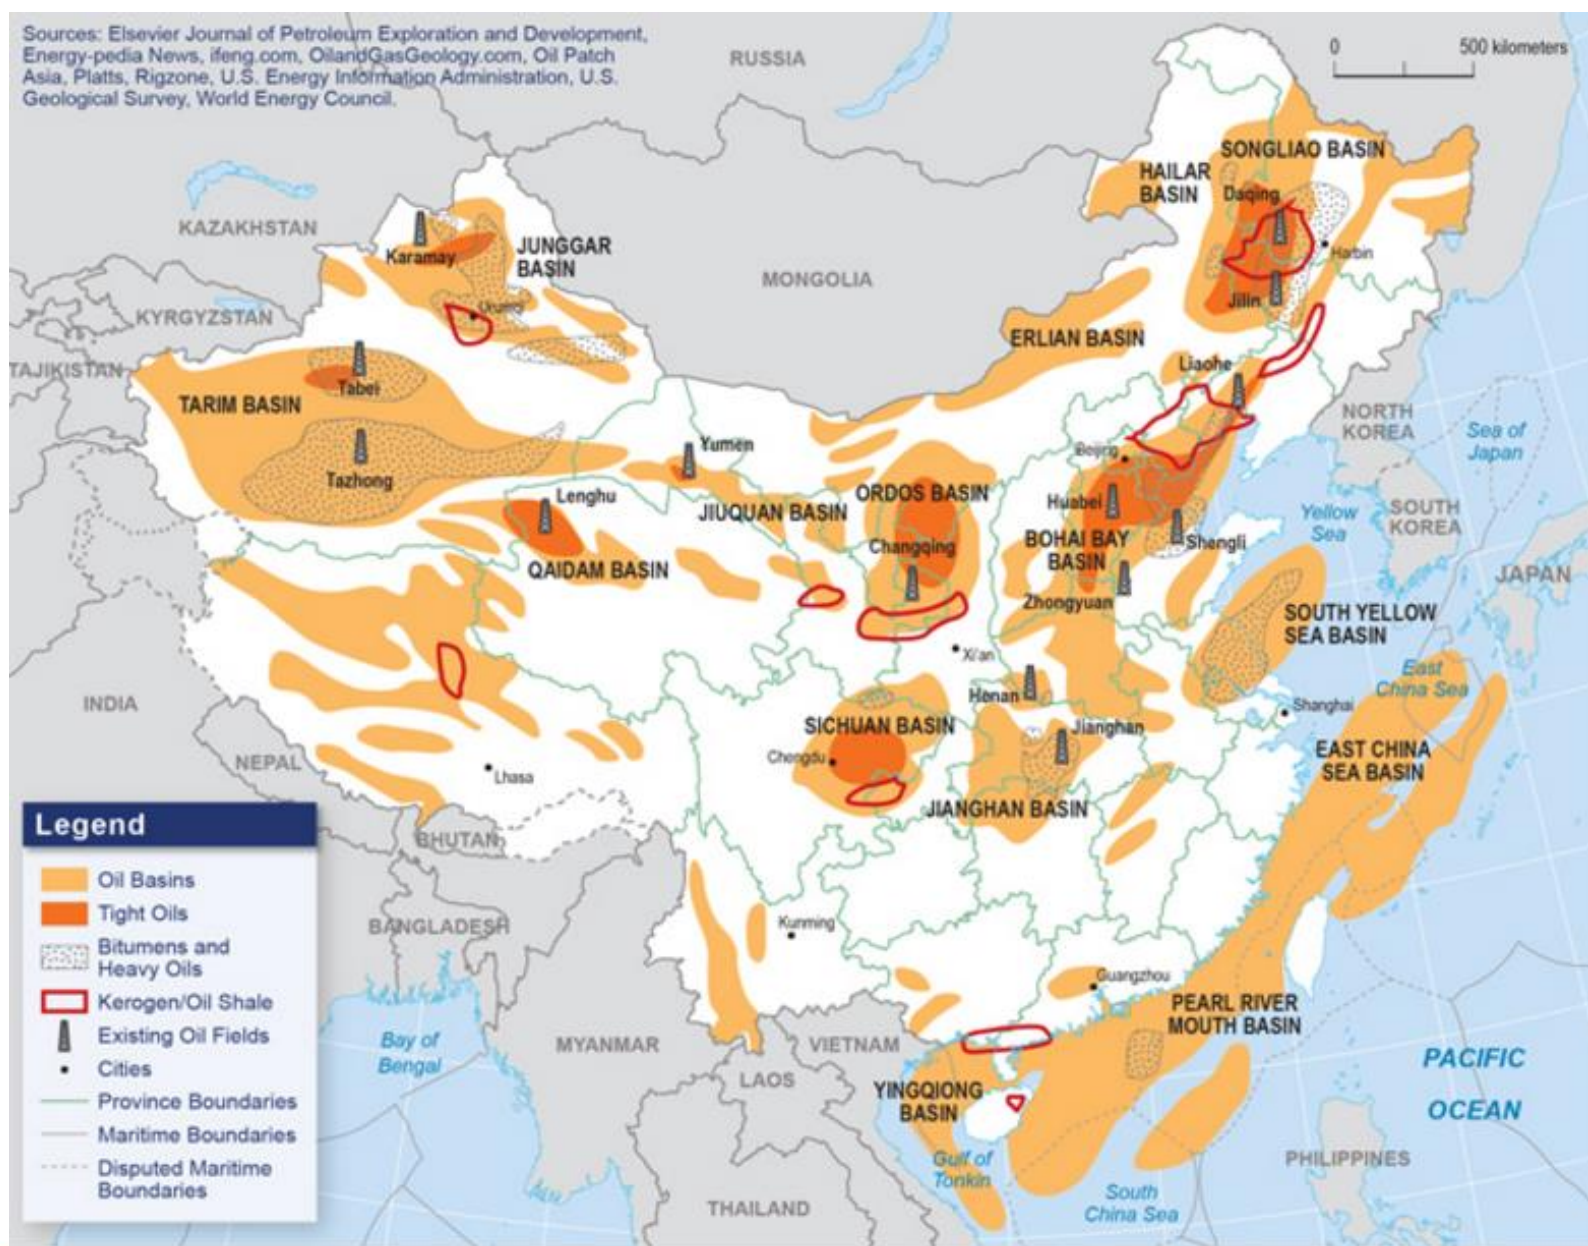 Sources: Elsevier Journal of Petroleum Exploration and Development,
Energy-pedia News, ifeng.com, OilandGasGeology.com, Oil Patch
Asia, Platts, Rigzone, U.S. Energy Information Administration, U.S.
Geological Survey, World Energy Council.
0 500 kilometers
RUSSIA
SONGLIAO BASIN
HAILAR
BASIN
Daqing
KAZAKHSTAN
Karamay
JUNGGAR
BASIN
MONGOLIA
Harbin
Jilin
Urumqi
KYRGYZSTAN
ERLIAN BASIN
TAJIKISTAN
Liaohe
Tabei
TARIM BASIN
NORTH
KOREA
Sea of
Japan
Yumen
Beijing
Tazhong
Lenghu
ORDOS BASIN
Huabei
JIUQUAN BASIN
Yellow
Sea
SOUTH
KOREA
Changqing
BOHAI BAY
BASIN
Shengli
QAIDAM BASIN
JAPAN
Zhongyuan
SOUTH YELLOW
SEA BASIN
Xi'an
INDIA
Henan
East
China Sea
Shanghai
SICHUAN BASIN
Jianghan
Chengdu
NEPAL
Lhasa
EAST CHINA
SEA BASIN
JIANGHAN BASIN
BHUTAN
Legend
Oil Basins
Tight Oils
Bitumens and
Heavy Oils
Kerogen/Oil Shale
Existing Oil Fields
Cities
Province Boundaries
Maritime Boundaries
Disputed Maritime
Boundaries
BANGLADESH
Kunming
Guangzhou
PEARL RIVER
MOUTH BASIN
Bay of
Bengal
MYANMAR
VIETNAM
LAOS
YINGQIONG
BASIN
PACIFIC
OCEAN
Gulf of
Tonkin
PHILIPPINES
THAILAND
South
China Sea